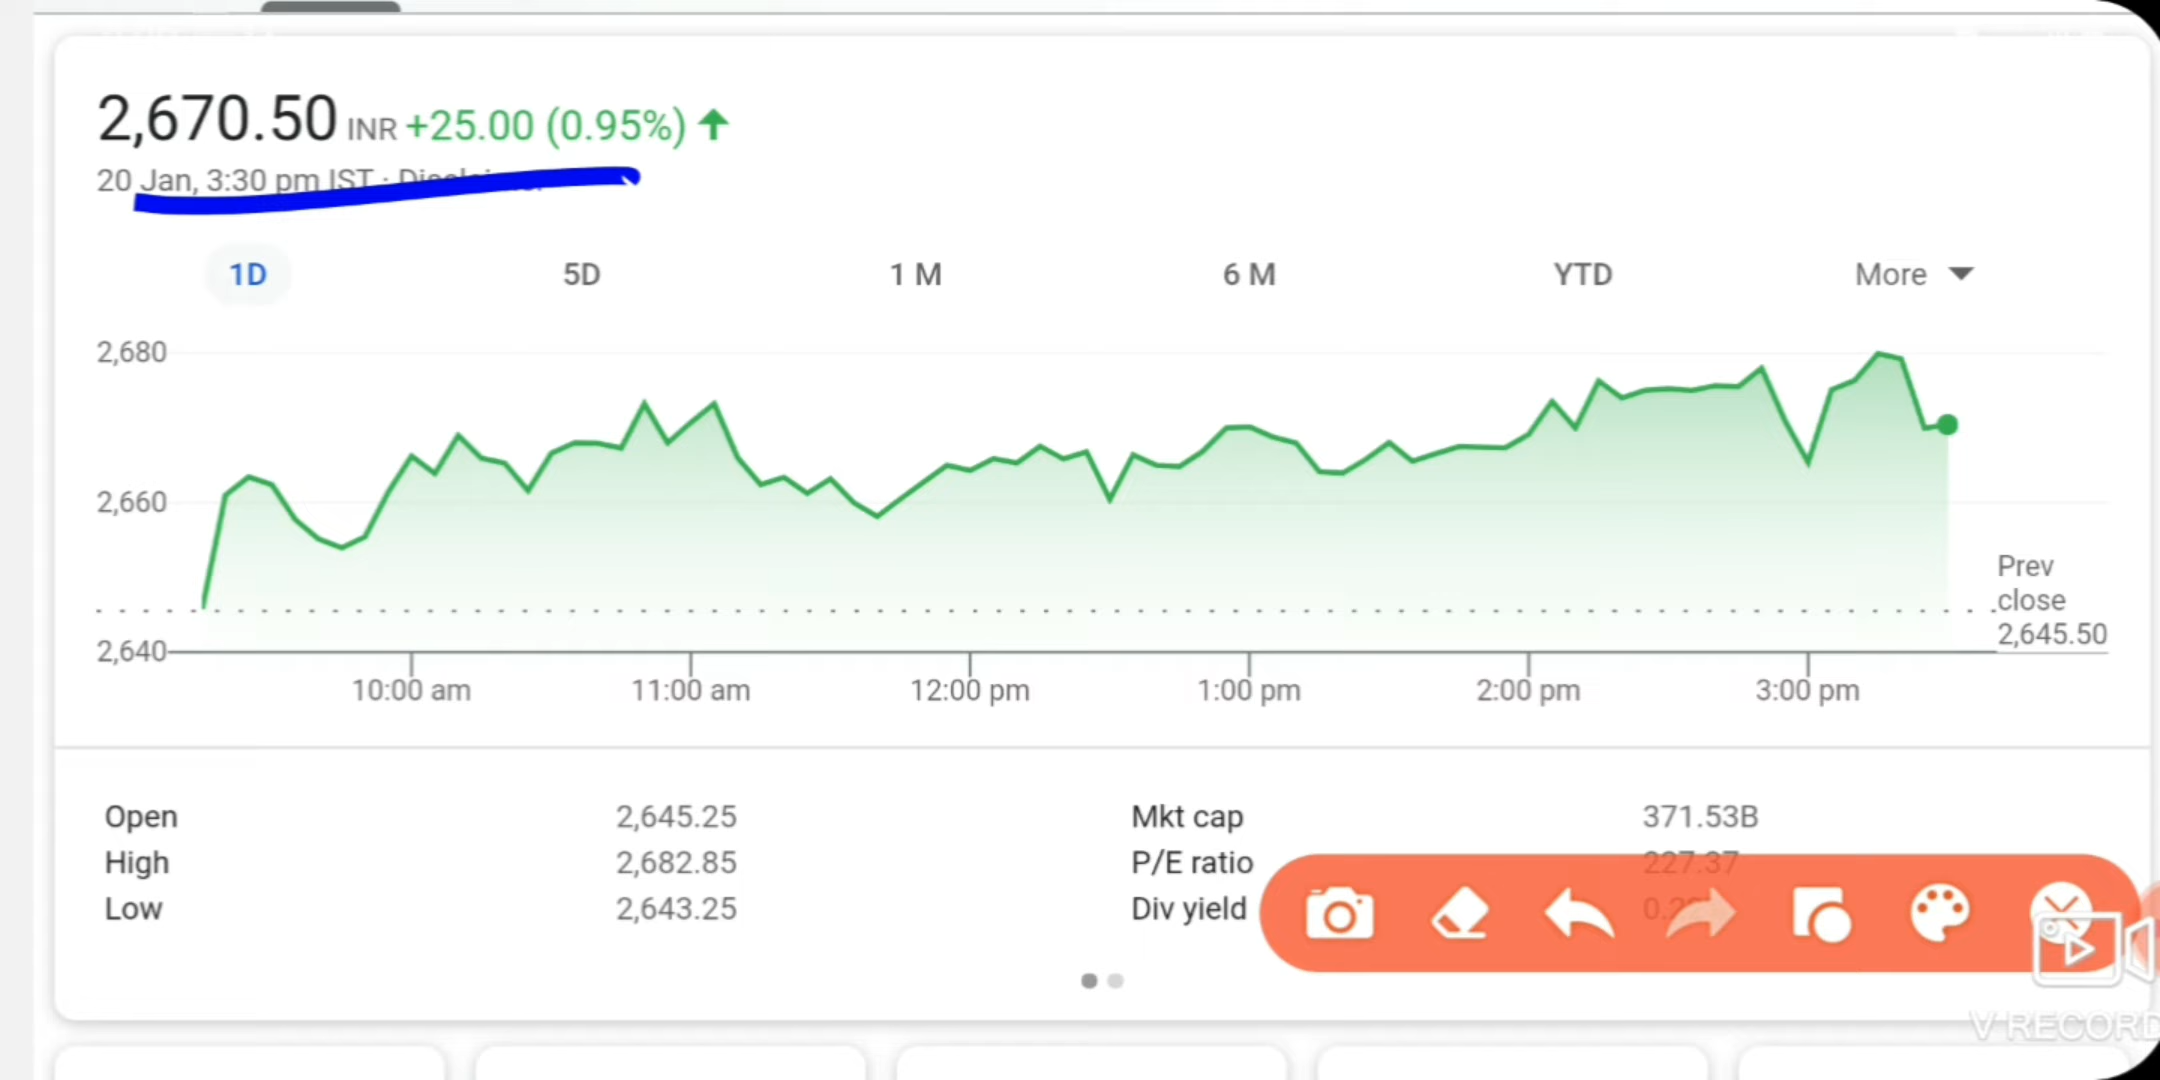 2,670.50 INR +25.00 (0.95%)
20 Jan, 3:30 pm IST ·
1D 5D 1 M 6 M YTD More
2,680
2,660
2,640
Prev
close
2,645.50
10:00 am 11:00 am 12:00 pm 1:00 pm 2:00 pm 3:00 pm
Open 2,645.25 Mkt cap 371.53B
High 2,682.85 P/E ratio 227.37
Low 2,643.25 Div yield
V RECORD